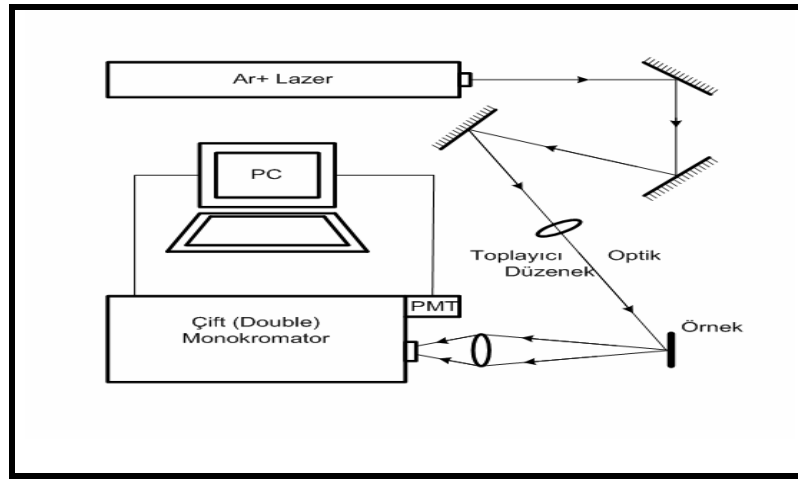 Ar+ Lazer
PC
Toplayıcı Optik
Düzenek
PMT
Çift (Double)
Monokromator
Örnek